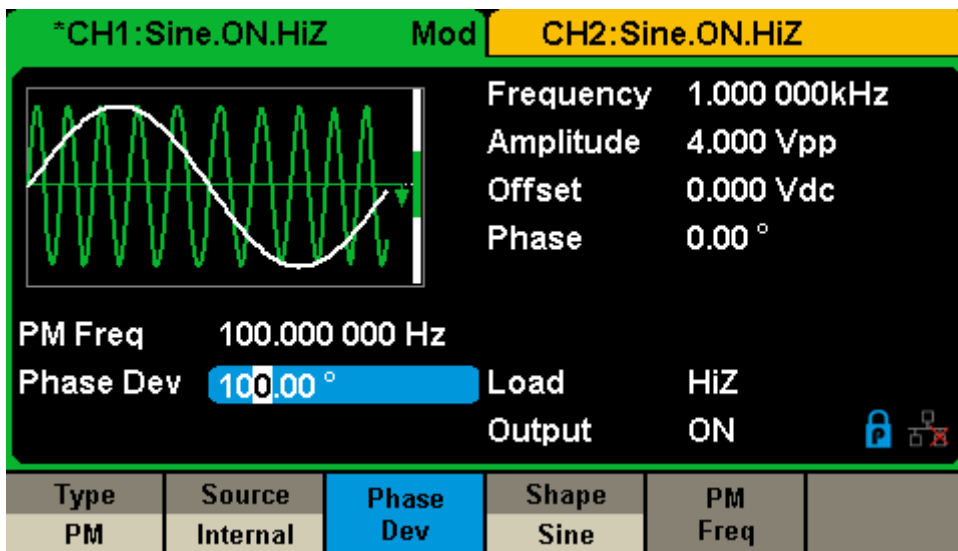 *CH1:Sine.ON.HiZ Mod CH2:Sine.ON.HiZ
Frequency 1.000 000kHz
Amplitude 4.000 Vpp
Offset 0.000 Vdc
Phase 0.00 °
PM Freq 100.000 000 Hz
Phase Dev 100.00 °
Load HiZ
Output ON
P
Type Source Phase Dev Shape PM Freq
PM Internal Sine